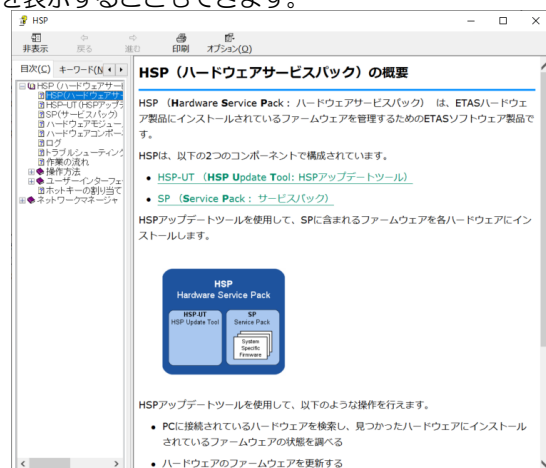 を表示することもできます。
HSP
非表示 戻る 進む 印刷 オプション(O)
目次(C) キーワード(N
HSP（ハードウェアサー
HSP(ハードウェアサー
HSP-UT(HSPアップデ
SP(サービスパック)
ハードウェアモジュー
ハードウェアコンポー
ログ
トラブルシューティング
作業の流れ
操作方法
ユーザーインターフェ
ホットキーの割り当て
ネットワークマネージャ
HSP（ハードウェアサービスパック）の概要
HSP （Hardware Service Pack： ハードウェアサービスパック） は、ETASハードウェ
ア製品にインストールされているファームウェアを管理するためのETASソフトウェア製品で
す。
HSPは、以下の2つのコンポーネントで構成されています。
• HSP-UT （HSP Update Tool: HSPアップデートツール）
• SP （Service Pack： サービスパック）
HSPアップデートツールを使用して、SPに含まれるファームウェアを各ハードウェアにイン
ストールします。
HSP
Hardware Service Pack
HSP-UT
HSP Update Tool
SP
Service Pack
System
Specific
Firmware
HSPアップデートツールを使用して、以下のような操作を行えます。
• PCに接続されているハードウェアを検索し、見つかったハードウェアにインストール
されているファームウェアの状態を調べる
• ハードウェアのファームウェアを更新する